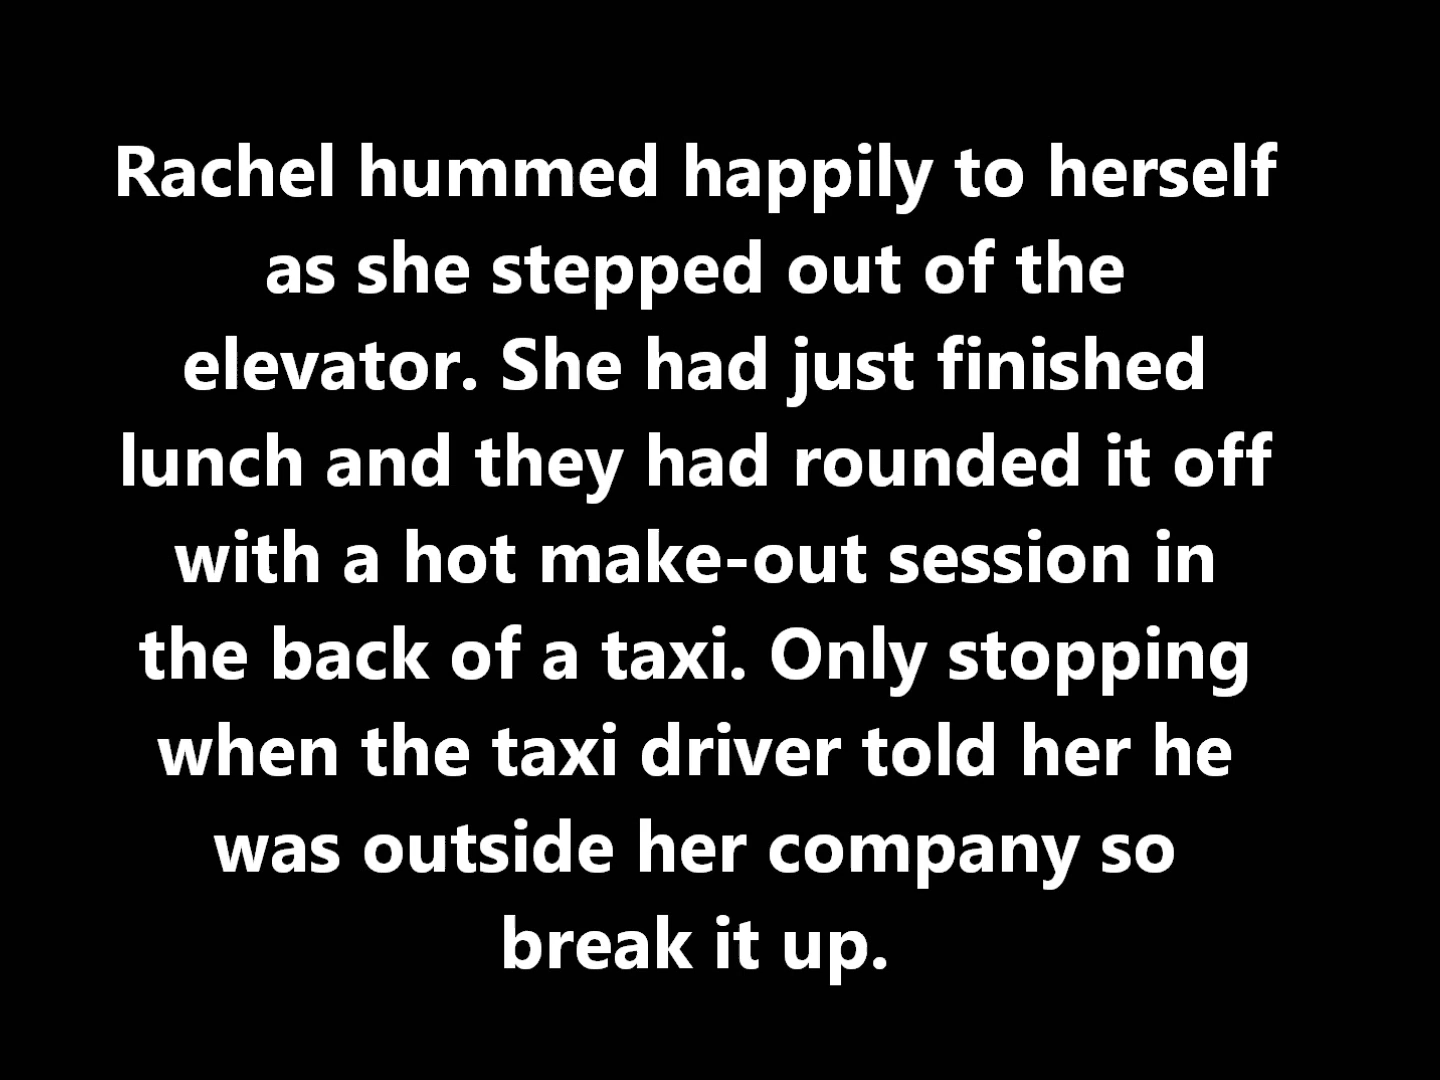 Rachel hummed happily to herself
as she stepped out of the
elevator. She had just finished
lunch and they had rounded it off
with a hot make-out session in
the back of a taxi. Only stopping
when the taxi driver told her he
was outside her company so
break it up.